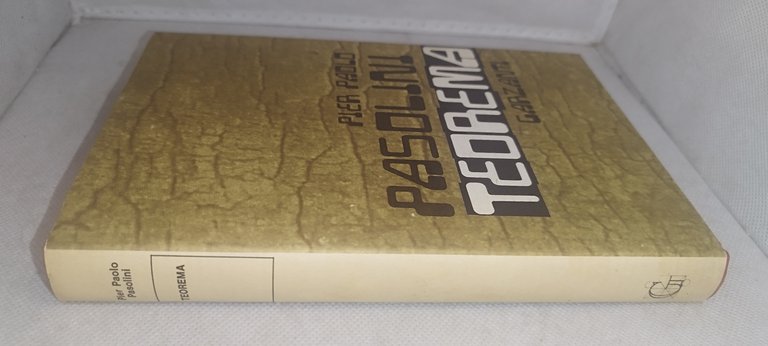 PIER PAOLO
PASOLINI
TEOREMA
GARZANTI
Pier Paolo
Pasolini
TEOREMA